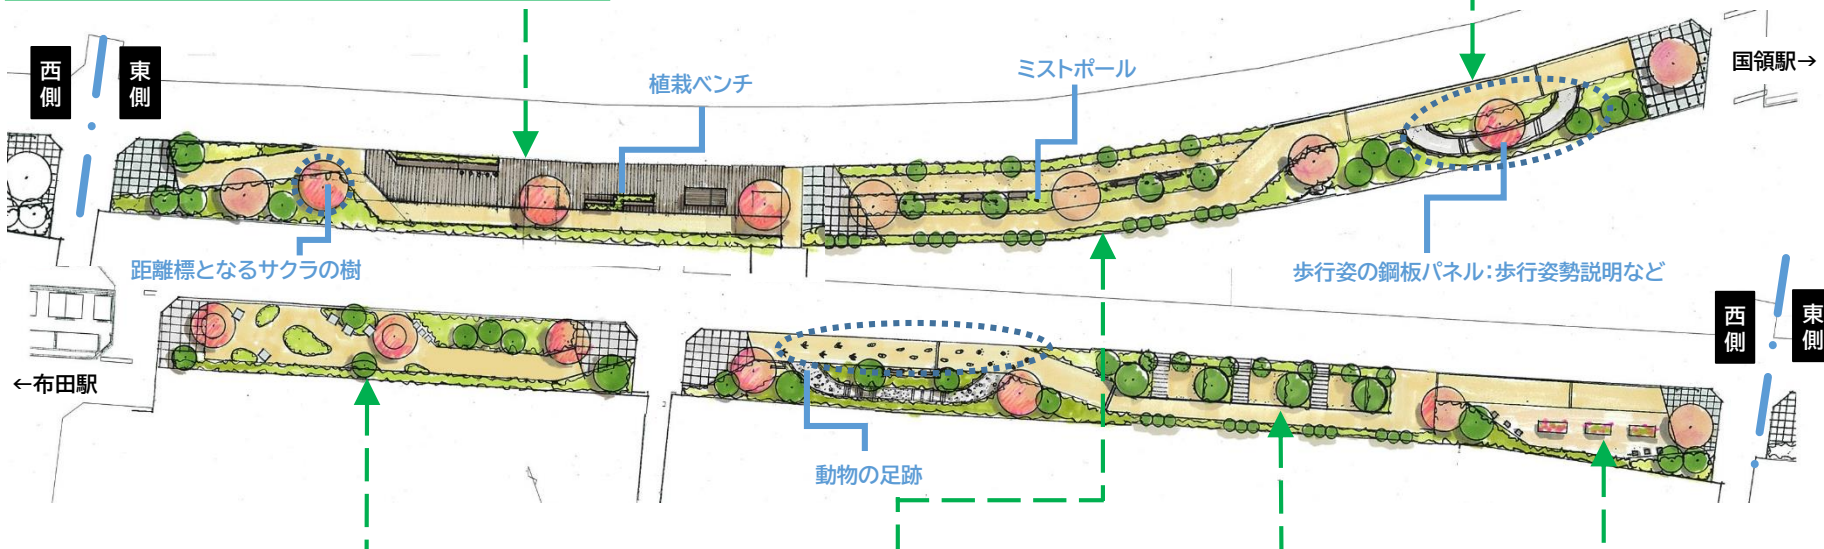 西側
東側
国領駅→
植栽ベンチ
ミストポール
距離標となるサクラの樹
歩行姿の鋼板パネル：歩行姿勢説明など
西側
東側
←布田駅
動物の足跡